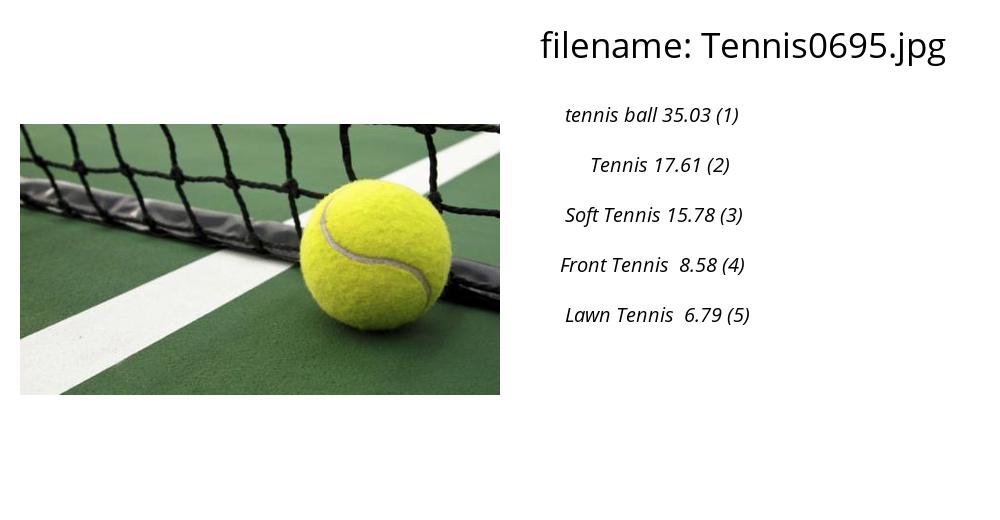 filename: Tennis0695.jpg
tennis ball 35.03 (1)
Tennis 17.61 (2)
Soft Tennis 15.78 (3)
Front Tennis 8.58 (4)
Lawn Tennis 6.79 (5)